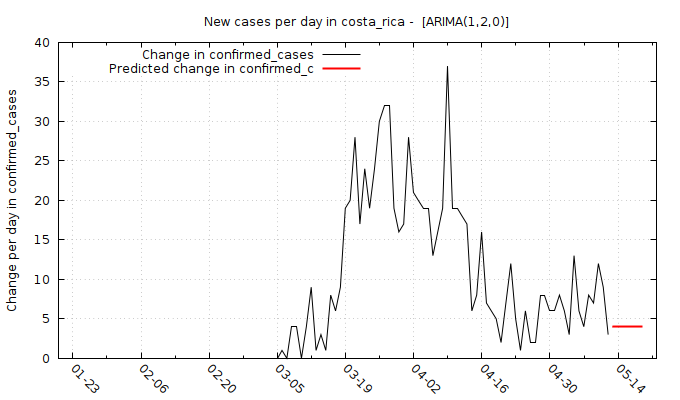 New cases per day in costa_rica -  [ARIMA(1,2,0)]
Change in confirmed_cases
Predicted change in confirmed_c
Change per day in confirmed_cases
40
35
30
25
20
15
10
5
0
01-23 02-06 02-20 03-05 03-19 04-02 04-16 04-30 05-14